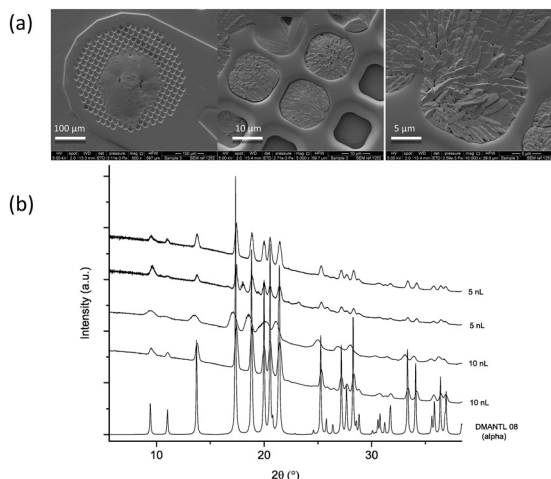 (a)
100 μm
10 μm
5 μm
(b)
Intensity (a.u.)
5 nL
5 nL
10 nL
10 nL
DMANTL 08
(alpha)
10
20
30
2θ (°)